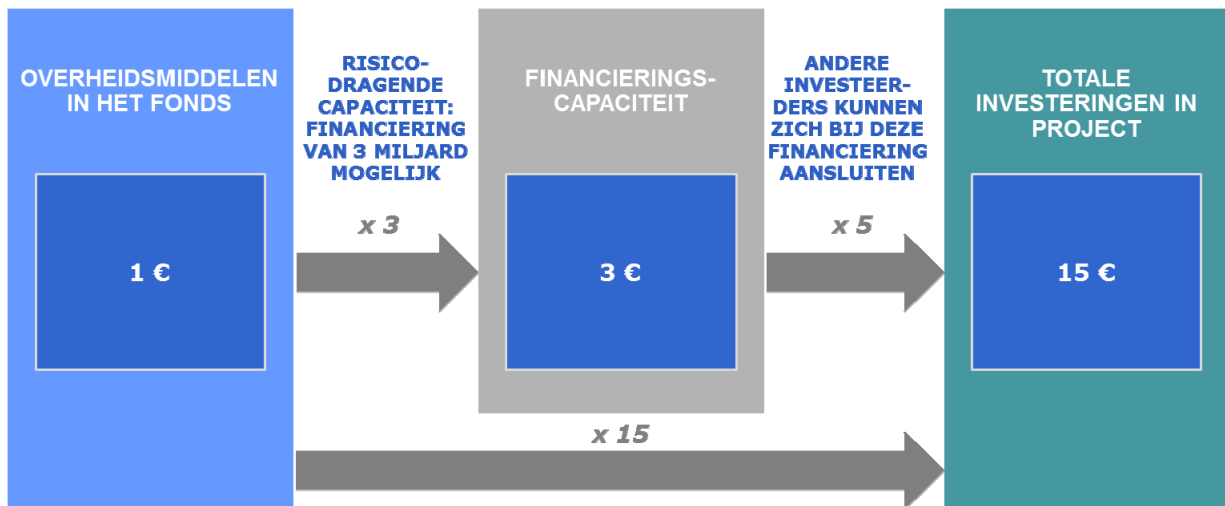 OVERHEIDSMIDDELEN
IN HET FONDS
1 €
RISICO-
DRAGENDE
CAPACITEIT:
FINANCIERING
VAN 3 MILJARD
MOGELIJK
x 3
FINANCIERINGS-
CAPACITEIT
3 €
ANDERE
INVESTEER-
DERS KUNNEN
ZICH BIJ DEZE
FINANCIERING
AANSLUITEN
x 5
TOTALE
INVESTERINGEN IN
PROJECT
15 €
x 15